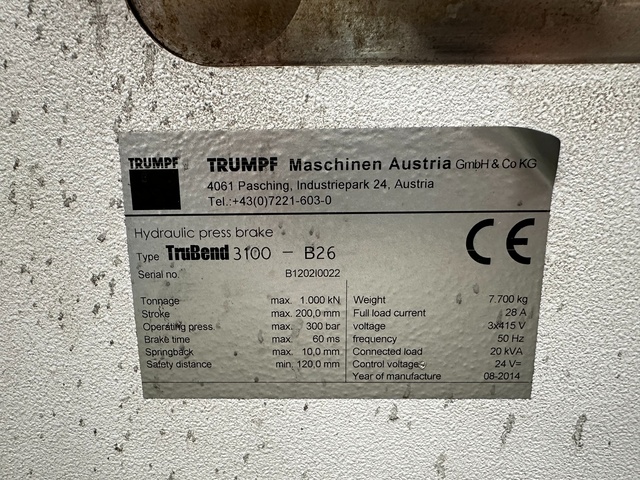 TRUMPF
TRUMPF Maschinen Austria GmbH & Co KG
4061 Pasching, Industriepark 24, Austria
Tel.:+43(0)7221-603-0
Hydraulic press brake
Type TruBend 3100 - B26
Serial no. B1202I0022
CE
Tonnage max. 1.000 kN
Stroke max. 200,0 mm
Operating press max. 300 bar
Brake time max. 60 ms
Springback max. 10,0 mm
Safety distance min. 120,0 mm
Weight 7.700 kg
Full load current 28 A
voltage 3x415 V
frequency 50 Hz
Connected load 20 kVA
Control voltage 24 V=
Year of manufacture 08-2014